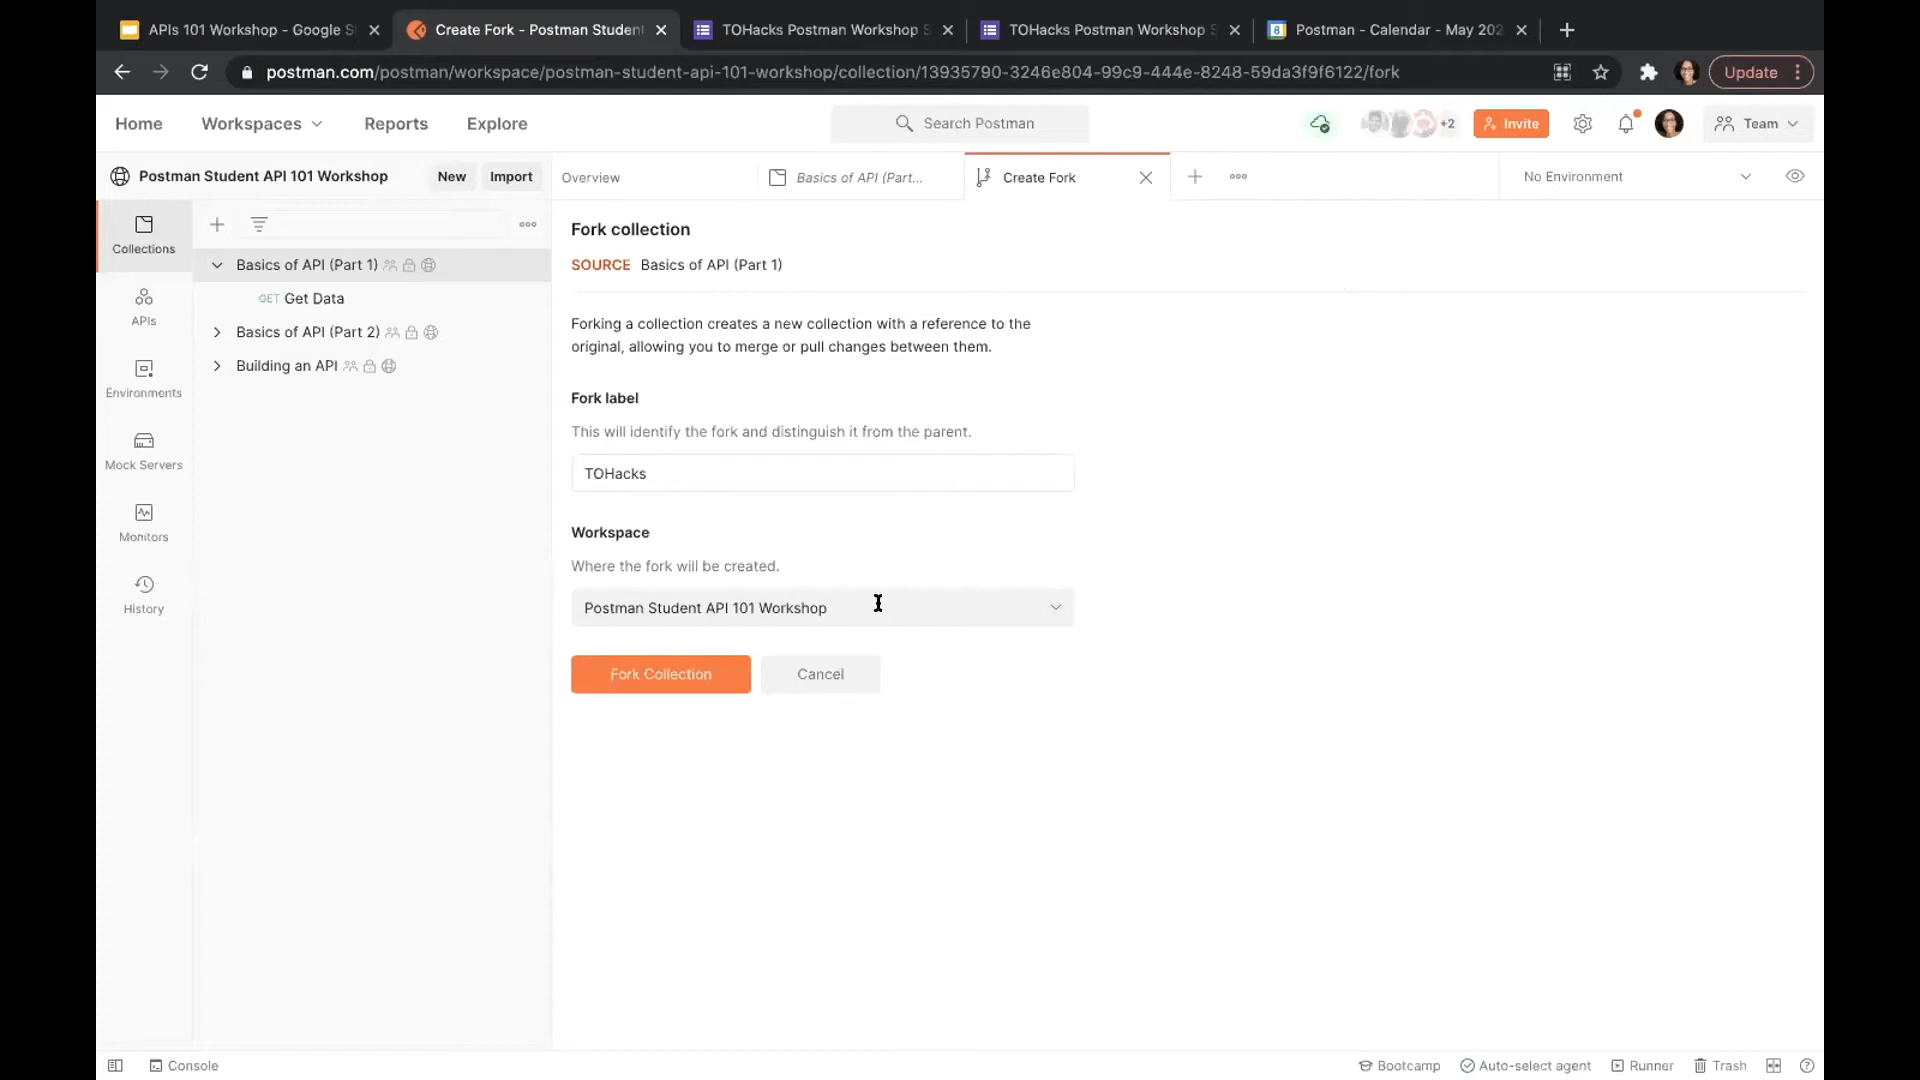 APIs 101 Workshop - Google S
Create Fork - Postman Student
TOHacks Postman Workshop S
TOHacks Postman Workshop S
Postman - Calendar - May 202
postman.com/postman/workspace/postman-student-api-101-workshop/collection/13935790-3246e804-99c9-444e-8248-59da3f9f6122/fork
Update
Home
Workspaces
Reports
Explore
Search Postman
+2
Invite
Team
Postman Student API 101 Workshop
New
Import
Overview
Basics of API (Part...
Create Fork
No Environment
Collections
APIs
Environments
Mock Servers
Monitors
History
Basics of API (Part 1)
GET Get Data
Basics of API (Part 2)
Building an API
Fork collection
SOURCE Basics of API (Part 1)
Forking a collection creates a new collection with a reference to the
original, allowing you to merge or pull changes between them.
Fork label
This will identify the fork and distinguish it from the parent.
TOHacks
Workspace
Where the fork will be created.
Postman Student API 101 Workshop
Fork Collection
Cancel
Console
Bootcamp
Auto-select agent
Runner
Trash